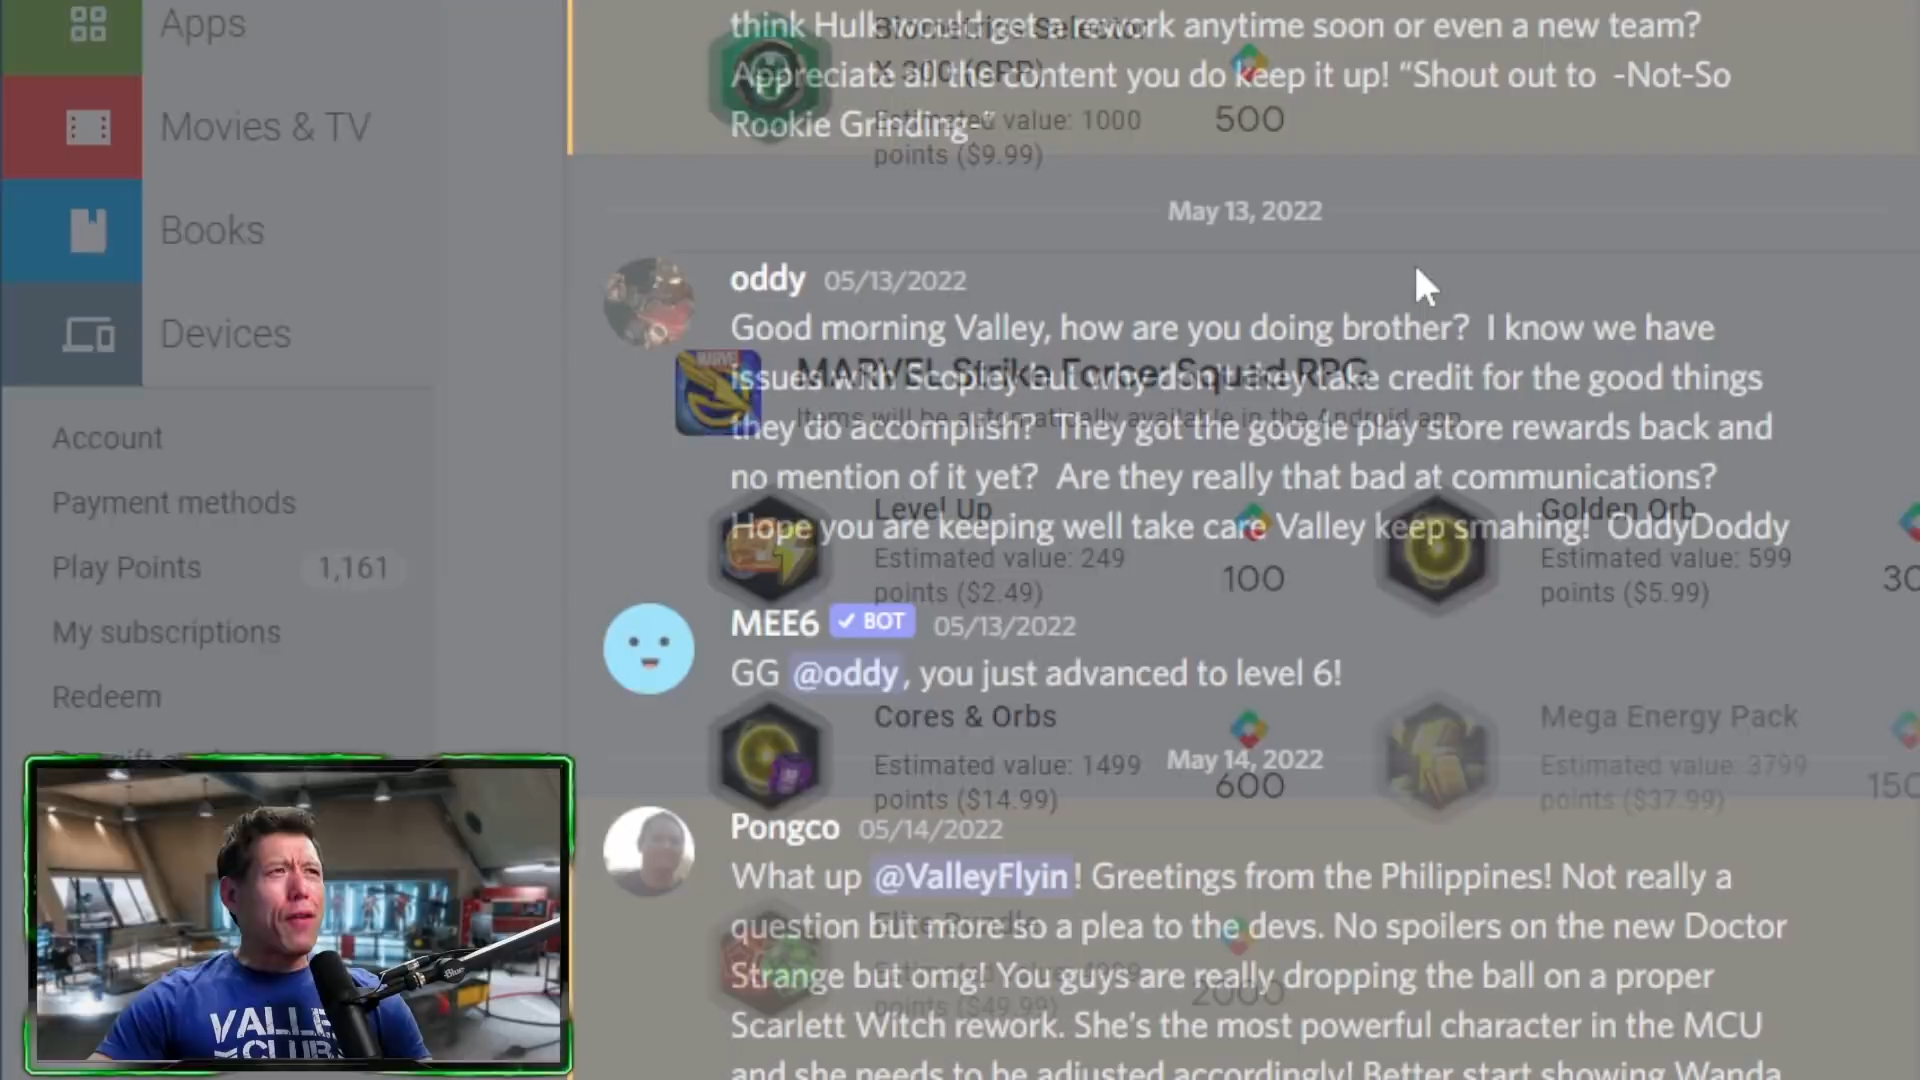 Apps
Movies & TV
Books
Devices
Account
Payment methods
Play Points 1,161
My subscriptions
Redeem
think Hulk would get a rework anytime soon or even a new team?
Appreciate all the content you do keep it up! “Shout out to -Not-So
Rookie Grinding-”
Biometrics Selector
X 300 (GPP)
Estimated value: 1000
points ($9.99)
500
May 13, 2022
oddy 05/13/2022
Good morning Valley, how are you doing brother? I know we have
issues with Scopley but why don't they take credit for the good things
they do accomplish? They got the google play store rewards back and
no mention of it yet? Are they really that bad at communications?
Hope you are keeping well take care Valley keep smahing! OddyDoddy
MARVEL Strike Force: Squad RPG
Items will be automatically available in the Android app
Level Up
Estimated value: 249
points ($2.49)
100
Golden Orb
Estimated value: 599
points ($5.99)
30
MEE6 ✓ BOT 05/13/2022
GG @oddy, you just advanced to level 6!
Cores & Orbs
Estimated value: 1499
points ($14.99)
600
Mega Energy Pack
Estimated value: 3799
points ($37.99)
150
May 14, 2022
Pongco 05/14/2022
What up @ValleyFlyin! Greetings from the Philippines! Not really a
question but more so a plea to the devs. No spoilers on the new Doctor
Strange but omg! You guys are really dropping the ball on a proper
Scarlett Witch rework. She's the most powerful character in the MCU
and she needs to be adjusted accordingly! Better start showing Wanda
Elite Bundle
points ($49.99)
2000
VALLE
CLUB
Blue